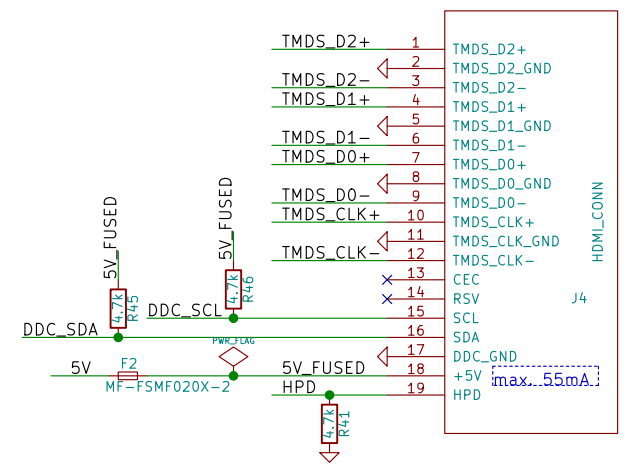 TMDS_D2+ 1 TMDS_D2+
2 TMDS_D2_GND
TMDS_D2- 3 TMDS_D2-
TMDS_D1+ 4 TMDS_D1+
5 TMDS_D1_GND
TMDS_D1- 6 TMDS_D1-
TMDS_D0+ 7 TMDS_D0+
8 TMDS_D0_GND
TMDS_D0- 9 TMDS_D0-
TMDS_CLK+ 10 TMDS_CLK+
11 TMDS_CLK_GND
TMDS_CLK- 12 TMDS_CLK-
13 CEC
14 RSV
15 SCL
16 SDA
17 DDC_GND
18 +5V
19 HPD
HDMI_CONN
J4
max. 55mA
5V_FUSED
4.7k
R45
5V_FUSED
4.7k
R46
DDC_SCL
DDC_SDA
PWR_FLAG
5V
F2
MF-FSMF020X-2
5V_FUSED
HPD
4.7k
R41